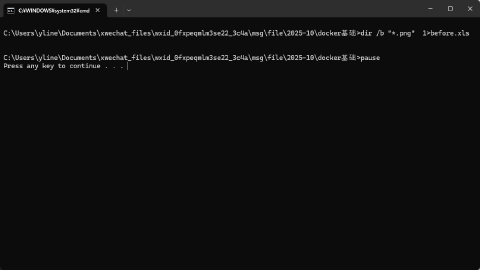 C:\WINDOWS\system32\cmd.
C:\Users\yline\Documents\xwechat_files\wxid_0fxpeqmlm3se22_3c4a\msg\file\2025-10\docker基础>dir /b "*.png"  1>before.xls
C:\Users\yline\Documents\xwechat_files\wxid_0fxpeqmlm3se22_3c4a\msg\file\2025-10\docker基础>pause
Press any key to continue . . .